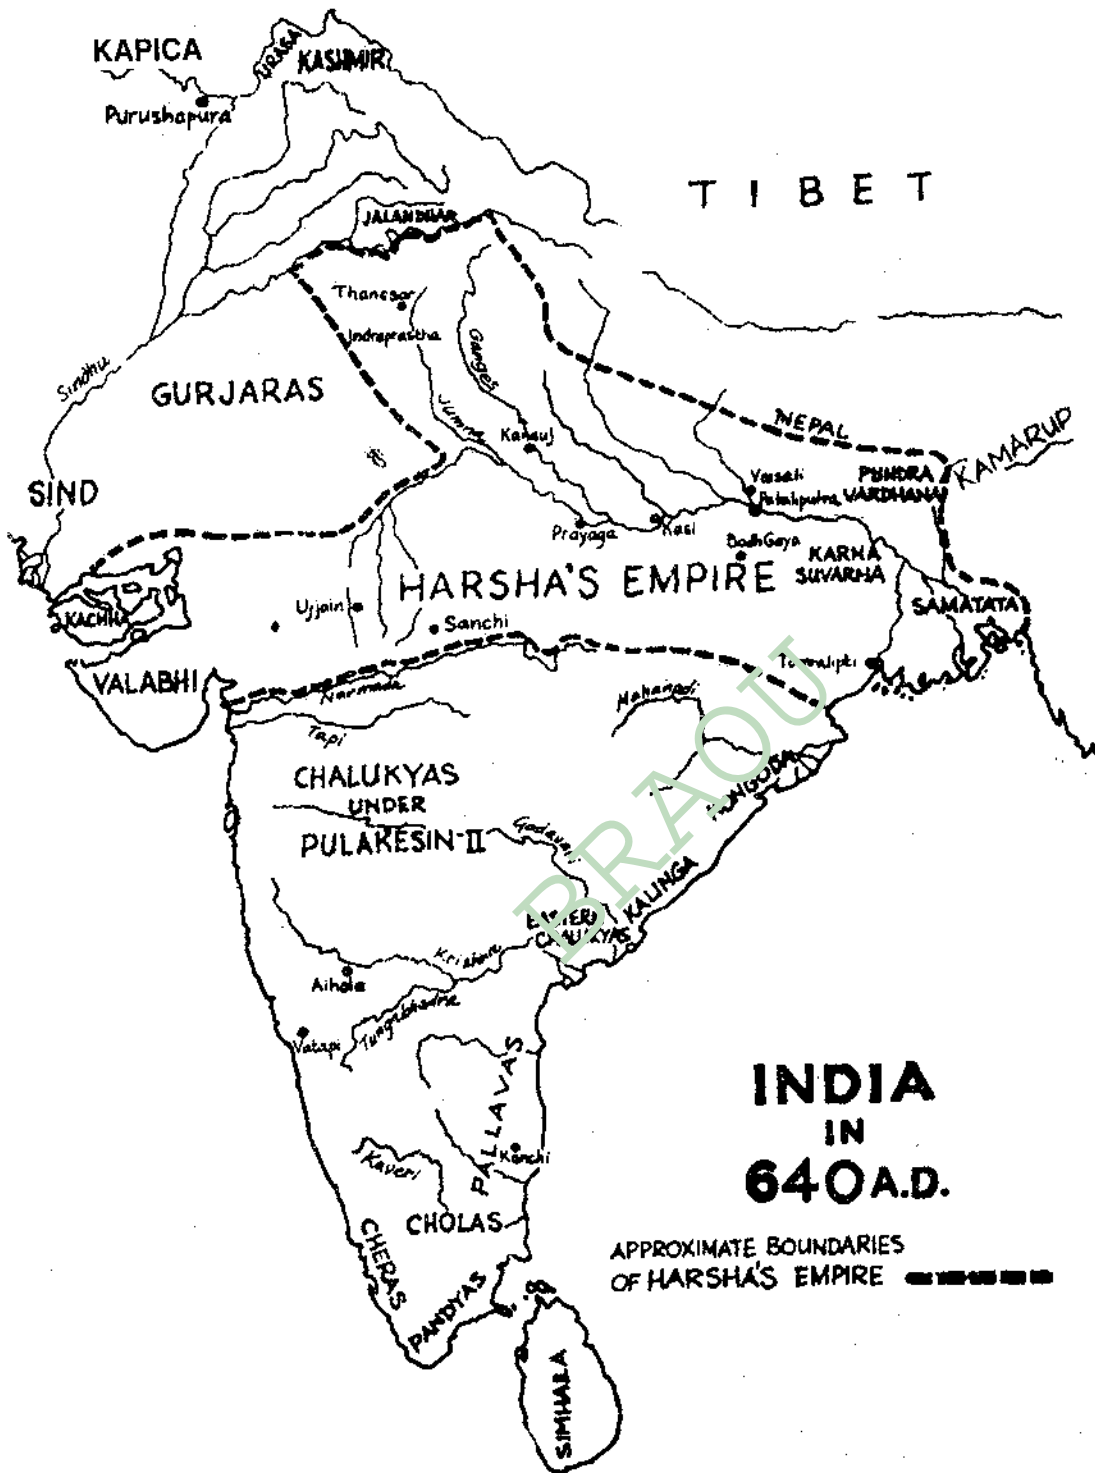 KAPICA
URASA
KASHMIR
Purushapura
TIBET
JALANDHAR
Thanesar
Indraprastha
Ganges
Sindhu
GURJARAS
Jumna
Kanauj
NEPAL
KAMARUP
SIND
Vaisali
PUNDRA
Pataliputra
VARDHANA
Prayaga
Kasi
Bodh Gaya
KARNA
SUVARNA
HARSHA'S EMPIRE
KACHHA
Ujjain
Sanchi
SAMATATA
VALABHI
Tamralipti
Narmada
Mahanadi
Tapi
CHALUKYAS
UNDER
PULAKESIN-II
KONGODA
Godavari
KALINGA
EASTERN
CHALUKYAS
Krishna
Aihole
Tungabhadra
Vatapi
PALLAVAS
INDIA
IN
640 A.D.
Kanchi
Kaveri
CHOLAS
CHERAS
APPROXIMATE BOUNDARIES
OF HARSHA'S EMPIRE
PANDYAS
SIMHALA
BRAOU